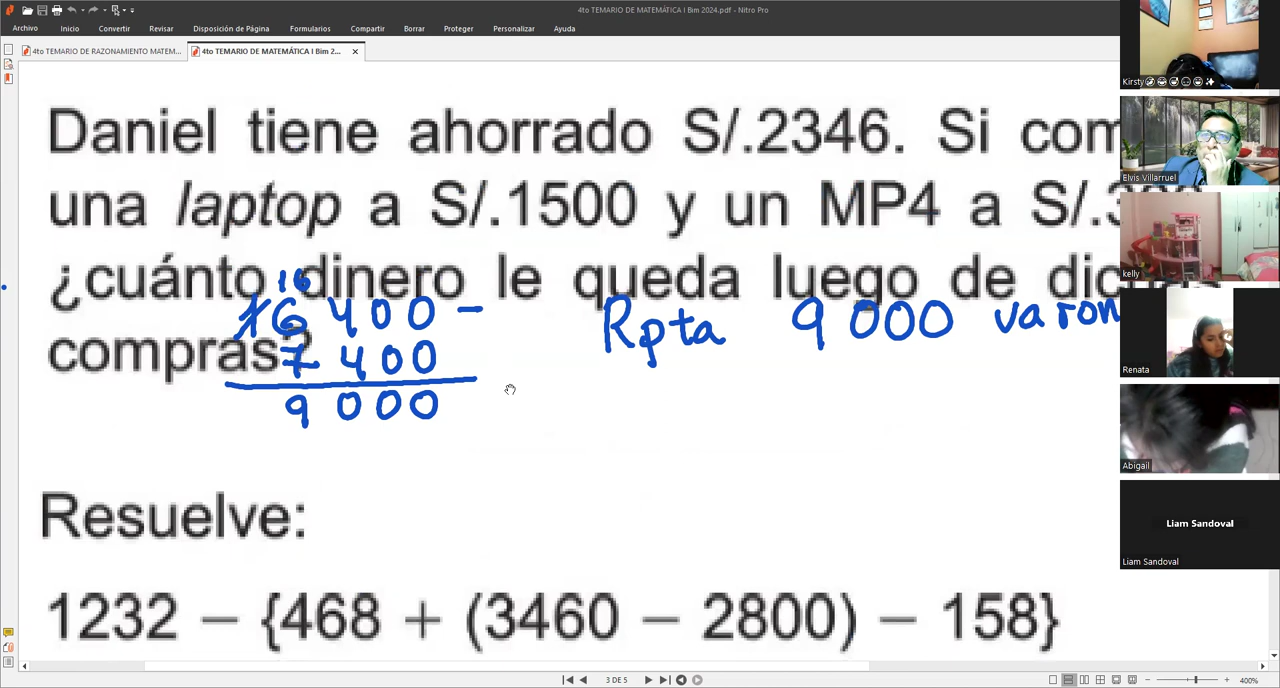 4to TEMARIO DE MATEMÁTICA I Bim 2024.pdf - Nitro Pro
Archivo Inicio Convertir Revisar Disposición de Página Formularios Compartir Borrar Proteger Personalizar Ayuda
4to TEMARIO DE RAZONAMIENTO MATEM... 4to TEMARIO DE MATEMÁTICA I Bim 2...
Daniel tiene ahorrado S/.2346. Si com
una laptop a S/.1500 y un MP4 a S/.3
¿cuánto dinero le queda luego de dic
compras?
16
16 400 -
7 400
9 000
Rpta 9 000 varon
Resuelve:
1232 – {468 + (3460 – 2800) – 158}
Kirsty
Elvis Villarruel
kelly
Renata
Abigail
Liam Sandoval
Liam Sandoval
3 DE 5
400%